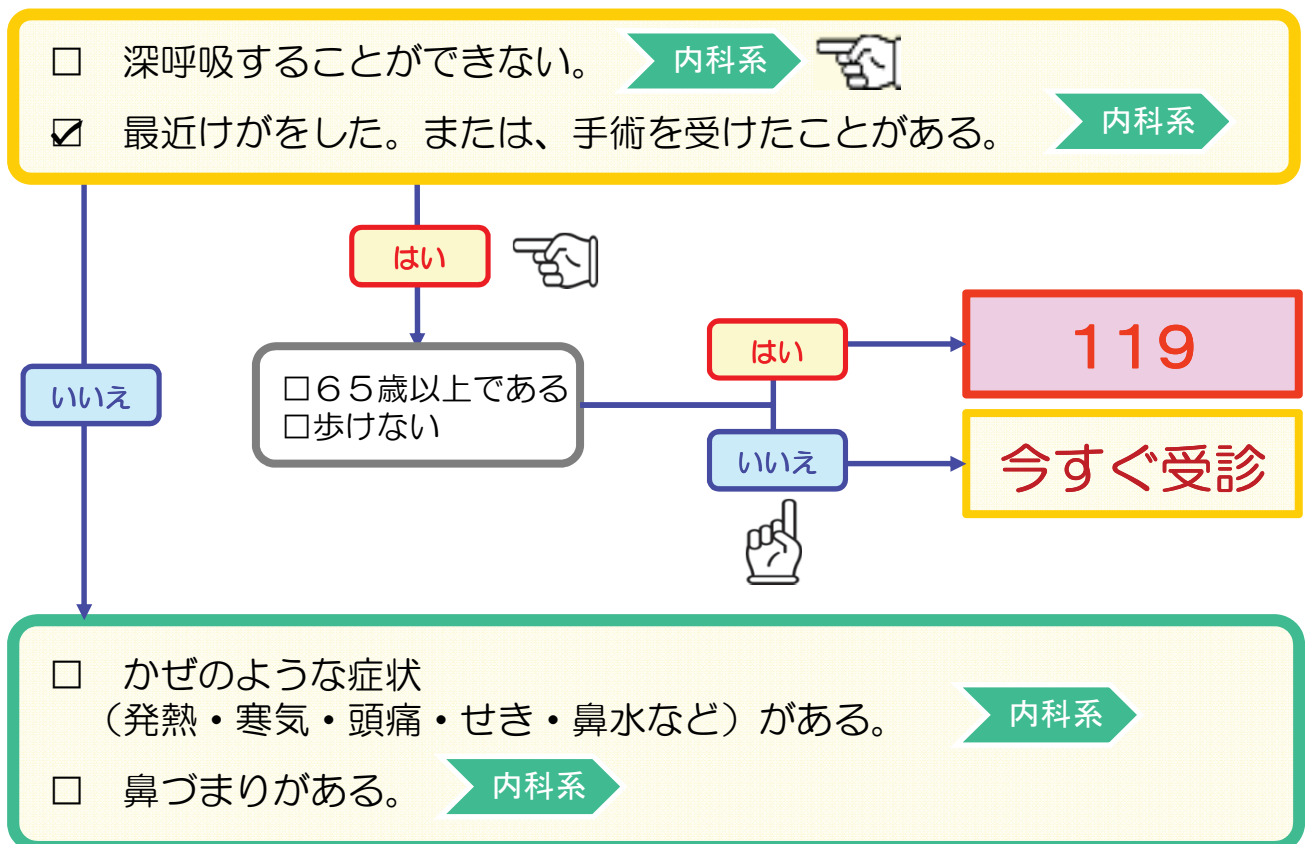 □ 深呼吸することができない。 内科系
☑ 最近けがをした。または、手術を受けたことがある。 内科系
はい
いいえ
□65歳以上である
□歩けない
はい
いいえ
119
今すぐ受診
□ かぜのような症状
（発熱・寒気・頭痛・せき・鼻水など）がある。 内科系
□ 鼻づまりがある。 内科系